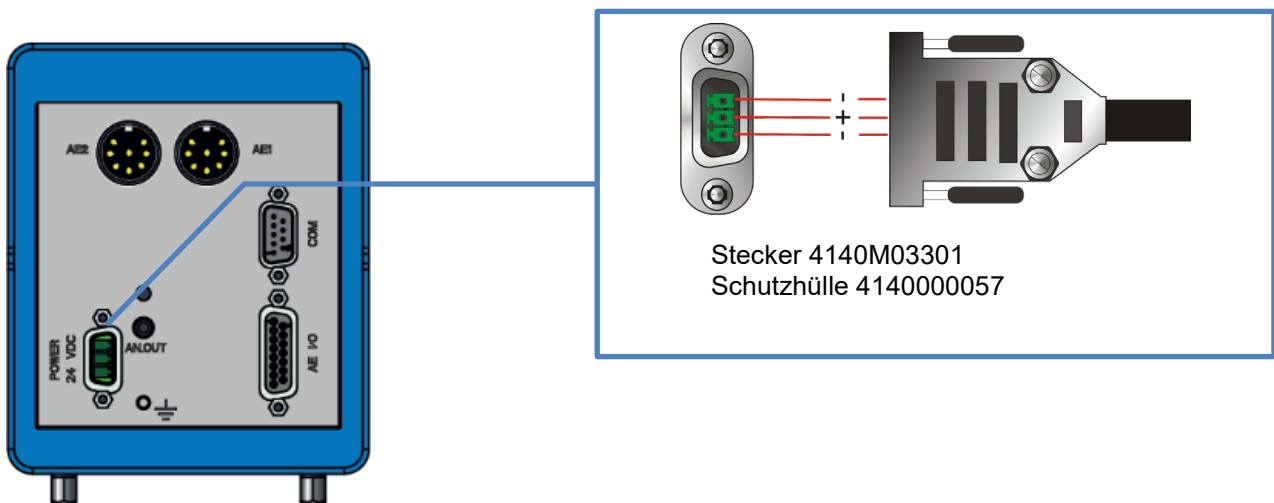 AE2
AE1
COM
POWER
24 VDC
AN.OUT
AE I/O
-
+
-
Stecker 4140M03301
Schutzhülle 4140000057